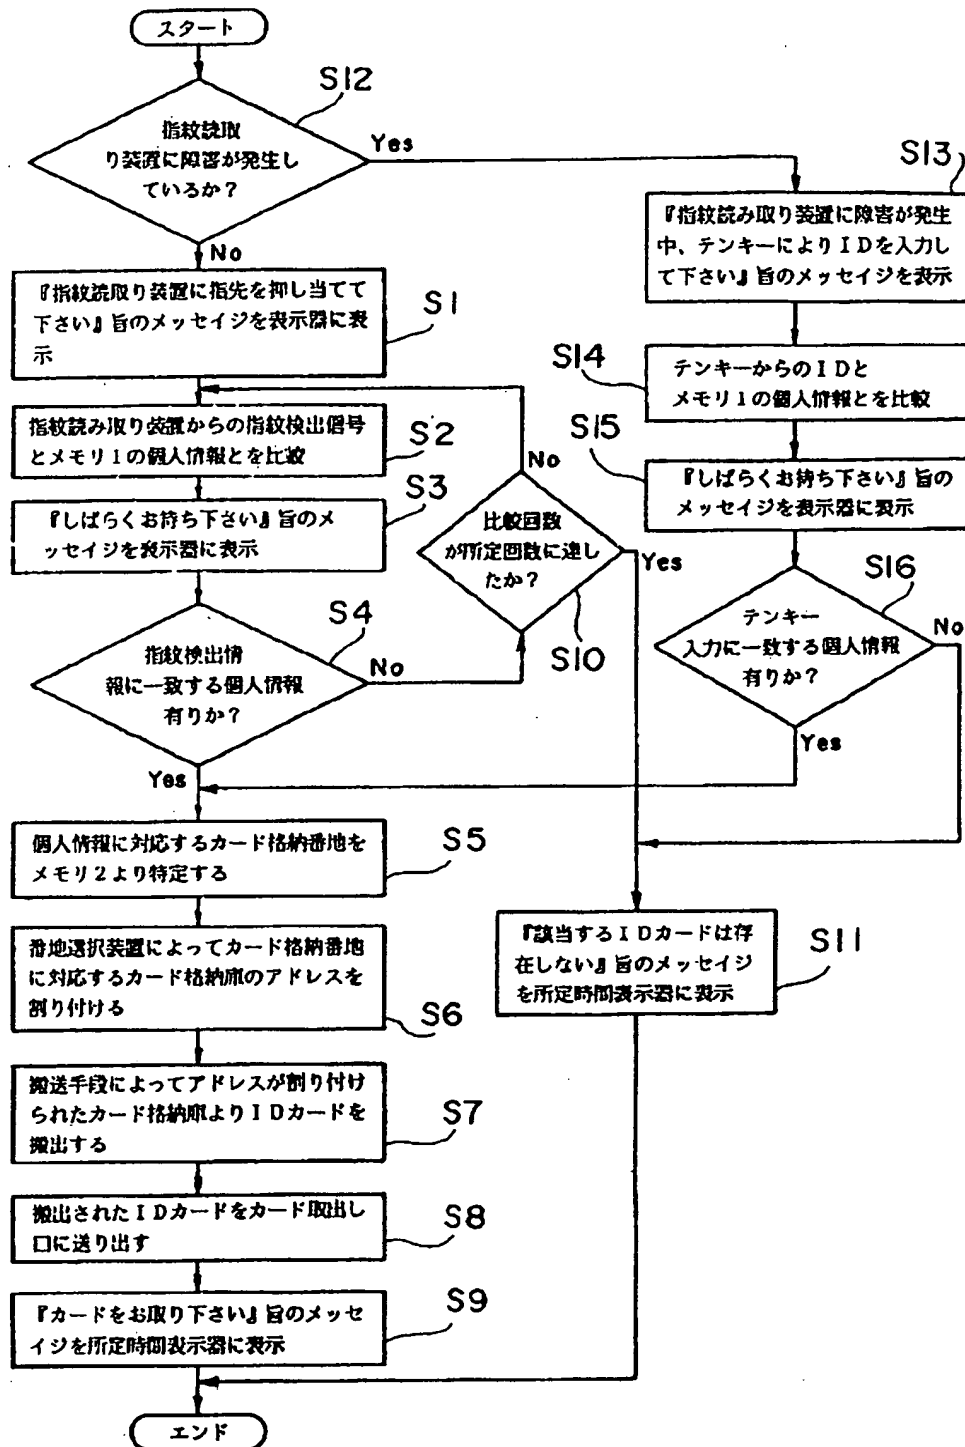 スタート
S12
指紋読取
り装置に障害が発生し
ているか?
Yes
No
『指紋読取り装置に指先を押し当てて
下さい』旨のメッセイジを表示器に表
示
S1
指紋読み取り装置からの指紋検出信号
とメモリ1の個人情報とを比較
S2
『しばらくお待ち下さい』旨のメ
ッセイジを表示器に表示
S3
指紋検出情
報に一致する個人情報
有りか?
S4
No
Yes
比較回数
が所定回数に達し
たか?
S10
No
Yes
S13
『指紋読み取り装置に障害が発生
中、テンキーによりIDを入力し
て下さい』旨のメッセイジを表示
S14
テンキーからのIDと
メモリ1の個人情報とを比較
S15
『しばらくお待ち下さい』旨の
メッセイジを表示器に表示
S16
テンキー
入力に一致する個人情報
有りか?
No
Yes
個人情報に対応するカード格納番地を
メモリ2より特定する
S5
番地選択装置によってカード格納番地
に対応するカード格納庫のアドレスを
割り付ける
S6
搬送手段によってアドレスが割り付け
られたカード格納庫よりIDカードを
搬出する
S7
搬出されたIDカードをカード取出し
口に送り出す
S8
『カードをお取り下さい』旨のメッセ
イジを所定時間表示器に表示
S9
『該当するIDカードは存
在しない』旨のメッセイジ
を所定時間表示器に表示
S11
エンド